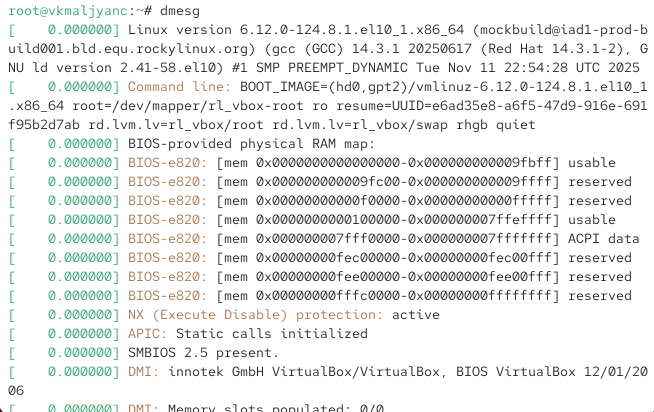 root@vkmaljyanc:~# dmesg
[    0.000000] Linux version 6.12.0-124.8.1.el10_1.x86_64 (mockbuild@iad1-prod-b
uild001.bld.equ.rockylinux.org) (gcc (GCC) 14.3.1 20250617 (Red Hat 14.3.1-2), G
NU ld version 2.41-58.el10) #1 SMP PREEMPT_DYNAMIC Tue Nov 11 22:54:28 UTC 2025
[    0.000000] Command line: BOOT_IMAGE=(hd0,gpt2)/vmlinuz-6.12.0-124.8.1.el10_1
.x86_64 root=/dev/mapper/rl_vbox-root ro resume=UUID=e6ad35e8-a6f5-47d9-916e-691
f95b2d7ab rd.lvm.lv=rl_vbox/root rd.lvm.lv=rl_vbox/swap rhgb quiet
[    0.000000] BIOS-provided physical RAM map:
[    0.000000] BIOS-e820: [mem 0x0000000000000000-0x000000000009fbff] usable
[    0.000000] BIOS-e820: [mem 0x000000000009fc00-0x000000000009ffff] reserved
[    0.000000] BIOS-e820: [mem 0x00000000000f0000-0x00000000000fffff] reserved
[    0.000000] BIOS-e820: [mem 0x0000000000100000-0x000000007ffeffff] usable
[    0.000000] BIOS-e820: [mem 0x000000007fff0000-0x000000007fffffff] ACPI data
[    0.000000] BIOS-e820: [mem 0x00000000fec00000-0x00000000fec00fff] reserved
[    0.000000] BIOS-e820: [mem 0x00000000fee00000-0x00000000fee00fff] reserved
[    0.000000] BIOS-e820: [mem 0x00000000fffc0000-0x00000000ffffffff] reserved
[    0.000000] NX (Execute Disable) protection: active
[    0.000000] APIC: Static calls initialized
[    0.000000] SMBIOS 2.5 present.
[    0.000000] DMI: innotek GmbH VirtualBox/VirtualBox, BIOS VirtualBox 12/01/20
06
[    0.000000] DMI: Memory slots populated: 0/0